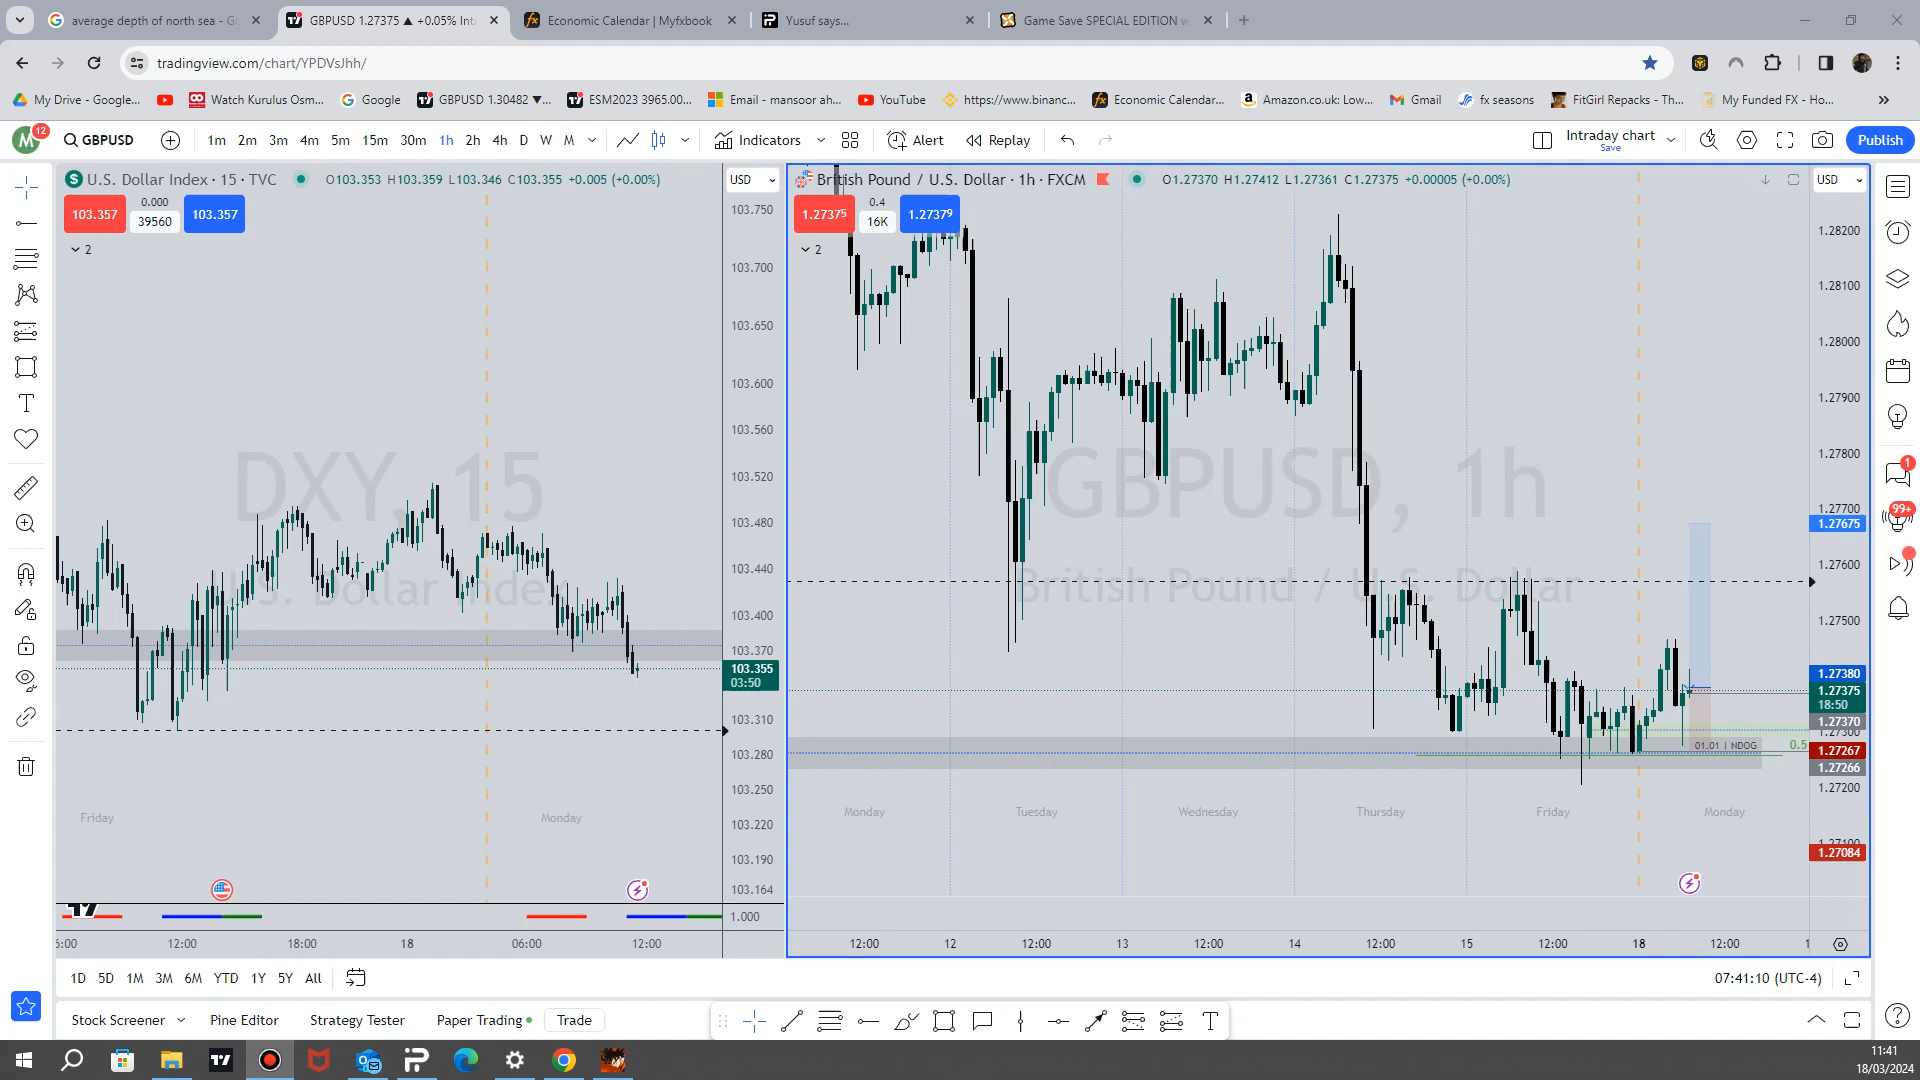 average depth of north sea - Go
GBPUSD 1.27375 ▲ +0.05% Int
Economic Calendar | Myfxbook
Yusuf says...
Game Save SPECIAL EDITION w
tradingview.com/chart/YPDVsJhh/
My Drive - Google...
Watch Kurulus Osm...
Google
GBPUSD 1.30482 ▼...
ESM2023 3965.00...
Email - mansoor ah...
YouTube
https://www.binanc...
Economic Calendar...
Amazon.co.uk: Low...
Gmail
fx seasons
FitGirl Repacks - Th...
My Funded FX - Ho...
M 12
GBPUSD
1m 2m 3m 4m 5m 15m 30m 1h 2h 4h D W M
Indicators
Alert
Replay
Intraday chart
Save
Publish
U.S. Dollar Index · 15 · TVC
O103.353 H103.359 L103.346 C103.355 +0.005 (+0.00%)
USD
103.357
0.000
39560
103.357
2
103.750
103.700
103.650
103.600
103.560
103.520
103.480
103.440
103.400
103.370
103.355
03:50
103.310
103.280
103.250
103.220
103.190
103.164
1.000
DXY, 15
U.S. Dollar Index
Friday
Monday
12:00
18:00
18
06:00
12:00
British Pound / U.S. Dollar · 1h · FXCM
O1.27370 H1.27412 L1.27361 C1.27375 +0.00005 (+0.00%)
USD
1.27375
0.4
16K
1.27379
2
1.28200
1.28100
1.28000
1.27900
1.27800
1.27700
1.27675
1.27600
1.27500
1.27380
1.27375
18:50
1.27370
1.27300
1.27267
1.27266
1.27200
1.27084
GBPUSD, 1h
British Pound / U.S. Dollar
01.01 | NDOG
0.5
Monday
Tuesday
Wednesday
Thursday
Friday
Monday
12:00
12
12:00
13
12:00
14
12:00
15
12:00
18
12:00
1
99+
1D 5D 1M 3M 6M YTD 1Y 5Y All
07:41:10 (UTC-4)
Stock Screener
Pine Editor
Strategy Tester
Paper Trading
Trade
11:41
18/03/2024